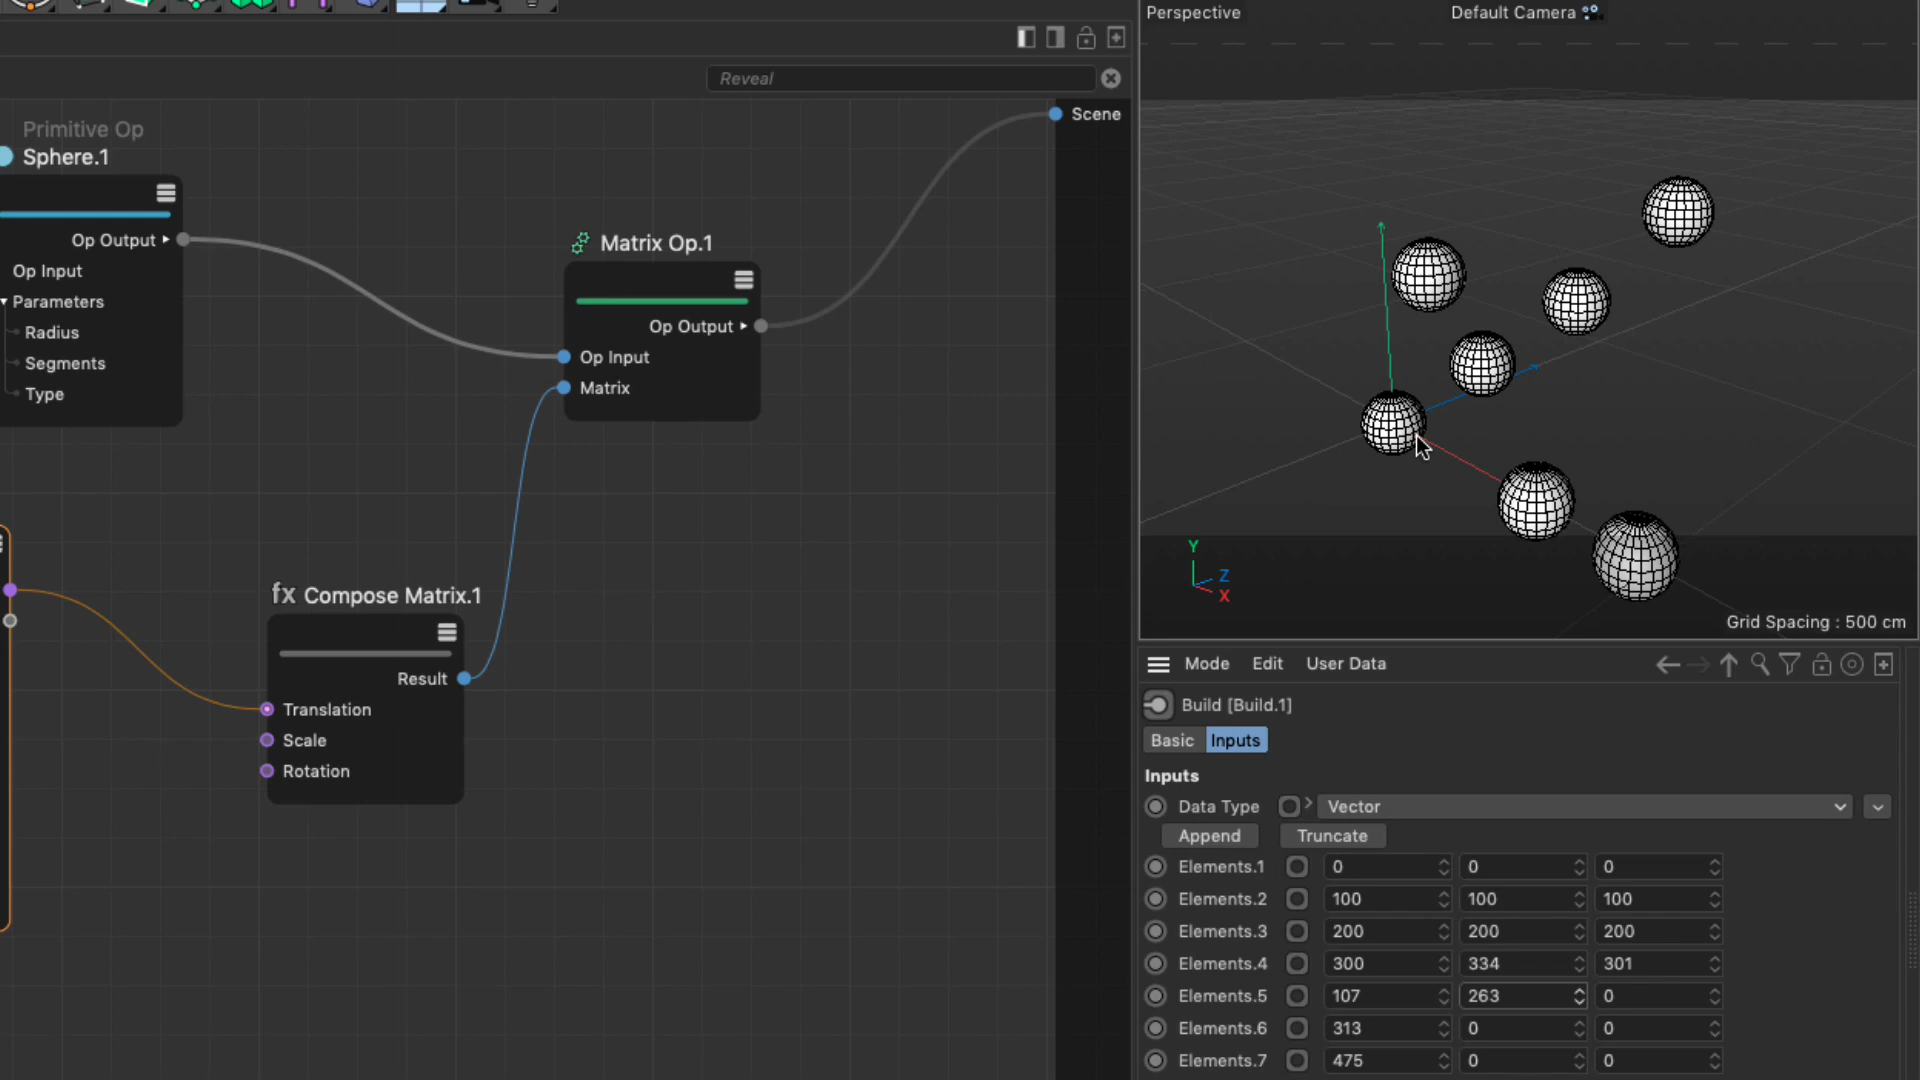 Perspective
Default Camera
Reveal
Scene
Primitive Op
Sphere.1
Op Output
Op Input
Parameters
Radius
Segments
Type
Matrix Op.1
Op Output
Op Input
Matrix
fx Compose Matrix.1
Result
Translation
Scale
Rotation
Y
Z
X
Grid Spacing : 500 cm
Mode Edit User Data
Build [Build.1]
Basic Inputs
Inputs
Data Type Vector
Append Truncate
Elements.1 0 0 0
Elements.2 100 100 100
Elements.3 200 200 200
Elements.4 300 334 301
Elements.5 107 263 0
Elements.6 313 0 0
Elements.7 475 0 0